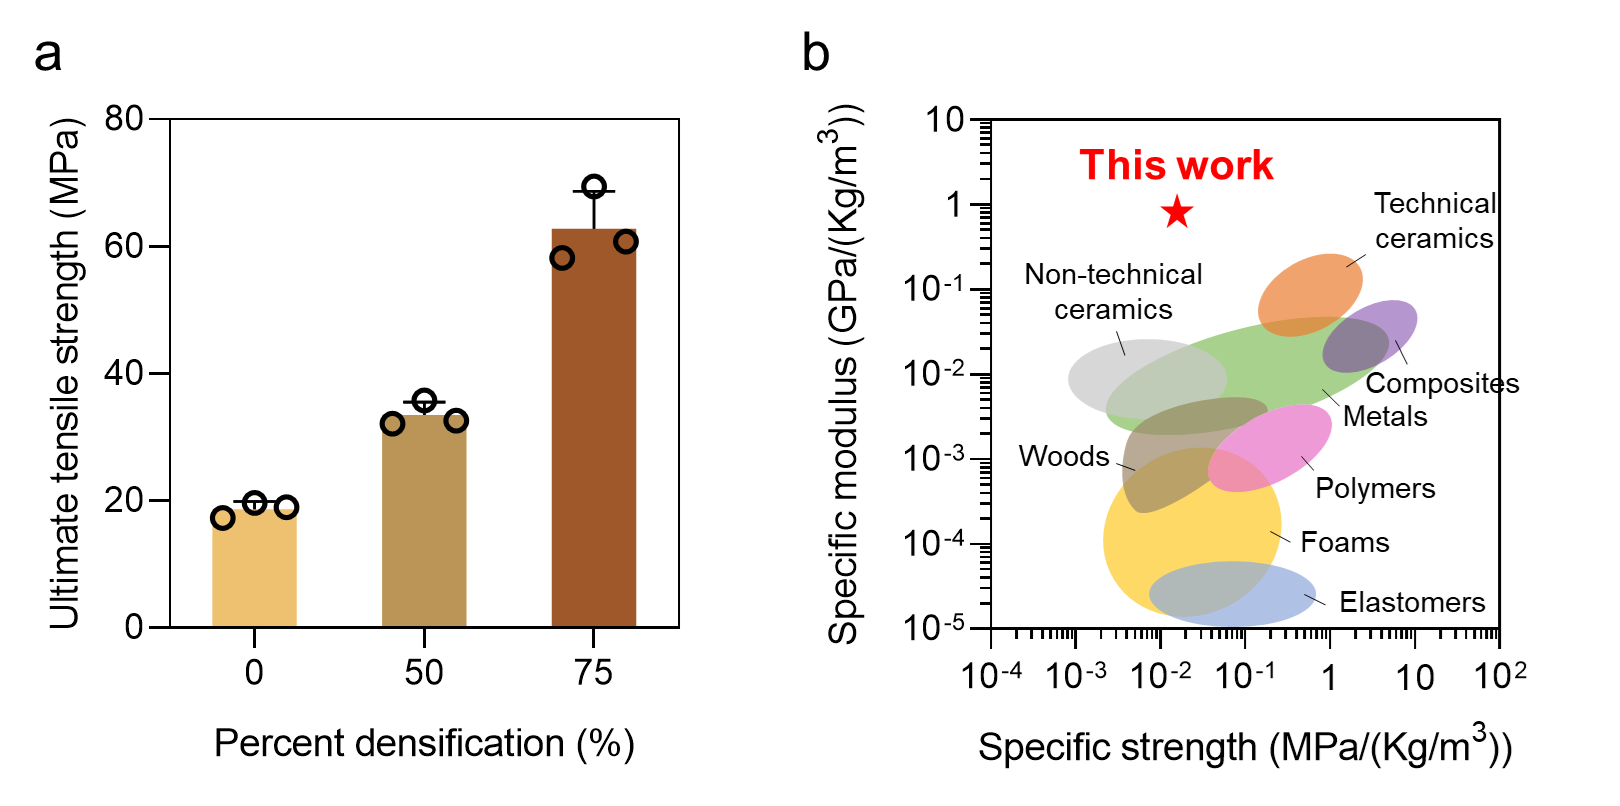 a
Ultimate tensile strength (MPa)
80
60
40
20
0
0
50
75
Percent densification (%)
b
Specific modulus (GPa/(Kg/m³))
10
1
10⁻¹
10⁻²
10⁻³
10⁻⁴
10⁻⁵
This work
Technical
ceramics
Non-technical
ceramics
Composites
Metals
Woods
Polymers
Foams
Elastomers
10⁻⁴
10⁻³
10⁻²
10⁻¹
1
10
10²
Specific strength (MPa/(Kg/m³))